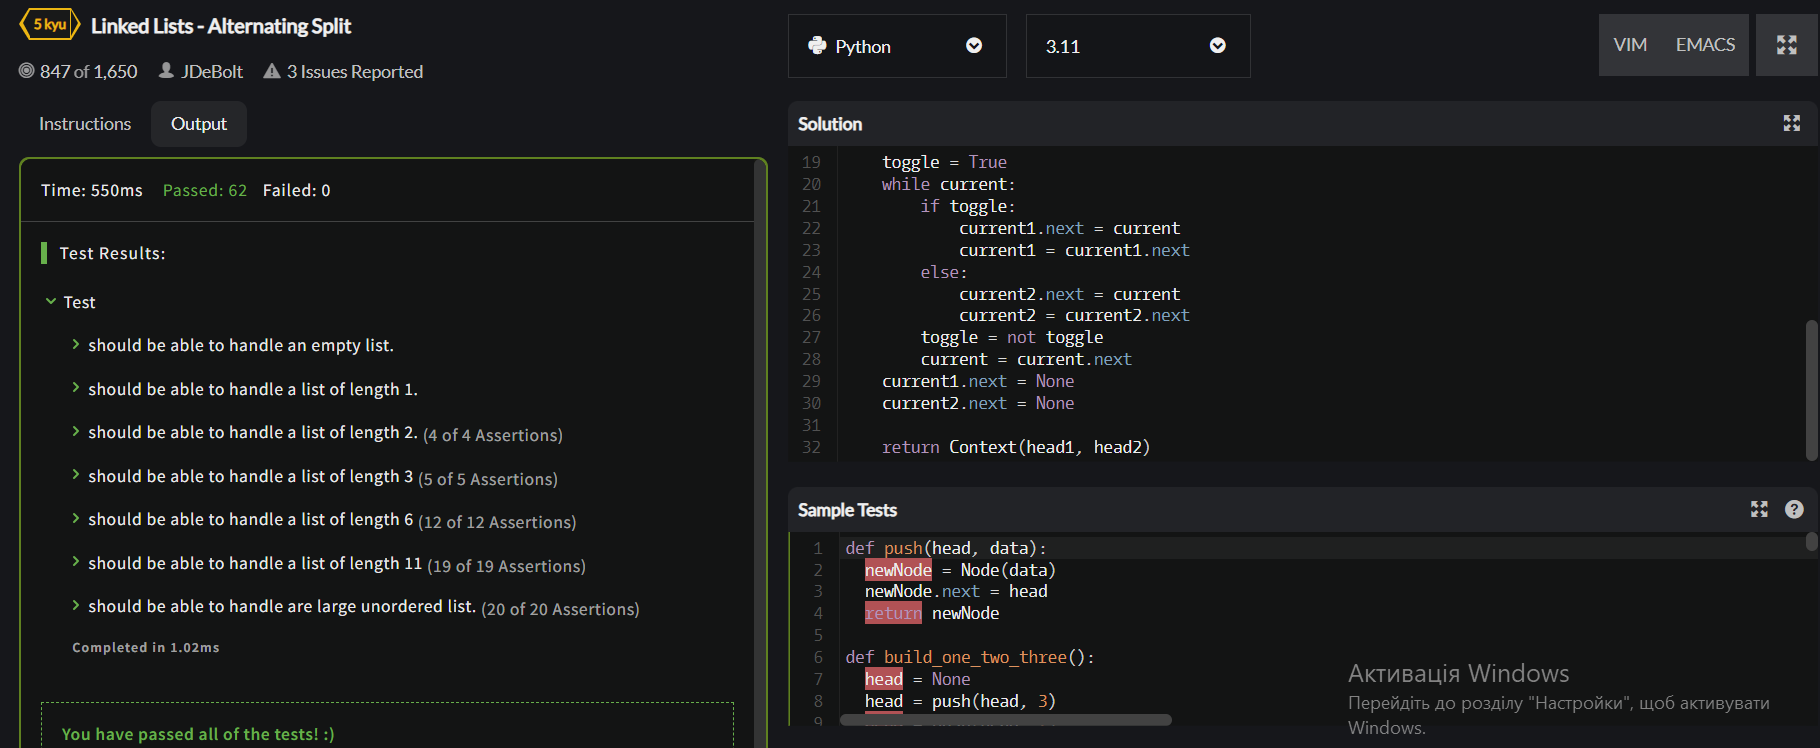 5 kyu Linked Lists - Alternating Split
847 of 1,650 JDeBolt 3 Issues Reported
Instructions Output
Time: 550ms Passed: 62 Failed: 0
Test Results:
Test
should be able to handle an empty list.
should be able to handle a list of length 1.
should be able to handle a list of length 2. (4 of 4 Assertions)
should be able to handle a list of length 3 (5 of 5 Assertions)
should be able to handle a list of length 6 (12 of 12 Assertions)
should be able to handle a list of length 11 (19 of 19 Assertions)
should be able to handle are large unordered list. (20 of 20 Assertions)
Completed in 1.02ms
You have passed all of the tests! :)
Python 3.11 VIM EMACS
Solution
19 toggle = True
20 while current:
21 if toggle:
22 current1.next = current
23 current1 = current1.next
24 else:
25 current2.next = current
26 current2 = current2.next
27 toggle = not toggle
28 current = current.next
29 current1.next = None
30 current2.next = None
31
32 return Context(head1, head2)
Sample Tests ?
1 def push(head, data):
2 newNode = Node(data)
3 newNode.next = head
4 return newNode
5
6 def build_one_two_three():
7 head = None
8 head = push(head, 3)
9
Активація Windows
Перейдіть до розділу "Настройки", щоб активувати
Windows.